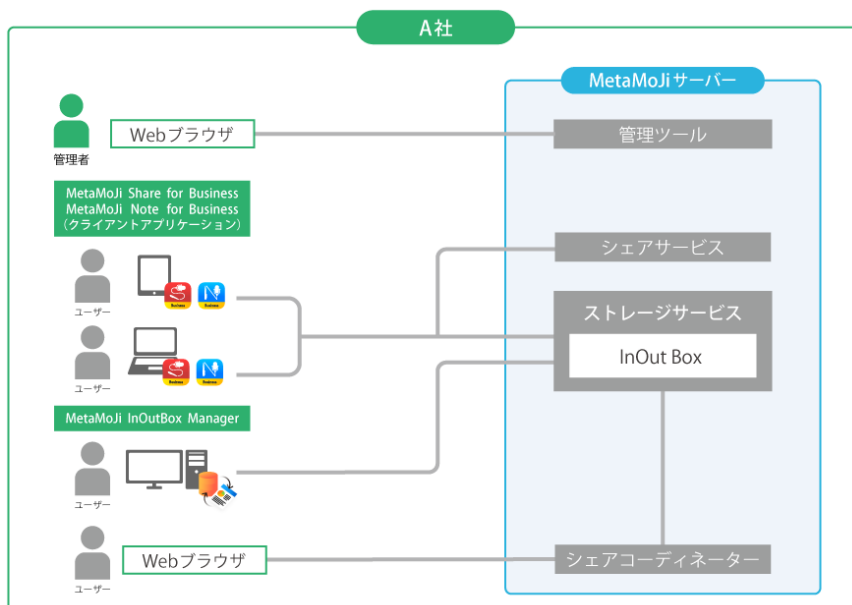 A社
MetaMoJiサーバー
管理者
Webブラウザ
管理ツール
MetaMoJi Share for Business
MetaMoJi Note for Business
（クライアントアプリケーション）
シェアサービス
ユーザー
Business
Business
ストレージサービス
InOut Box
ユーザー
Business
Business
MetaMoJi InOutBox Manager
ユーザー
Webブラウザ
シェアコーディネーター
ユーザー